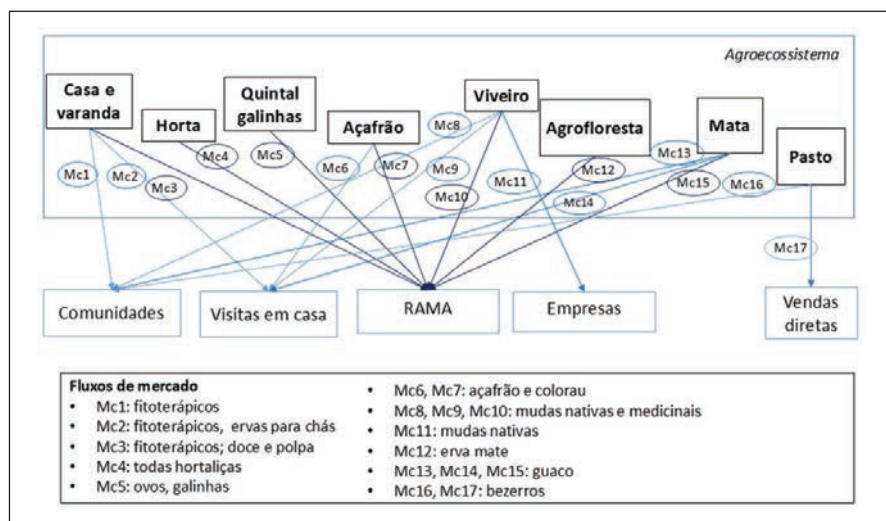 Agroecossistema
Casa e
varanda
Horta
Quintal
galinhas
Açafrão
Viveiro
Agrofloresta
Mata
Pasto
Mc1
Mc2
Mc3
Mc4
Mc5
Mc6
Mc7
Mc8
Mc9
Mc10
Mc11
Mc12
Mc13
Mc14
Mc15
Mc16
Mc17
Comunidades
Visitas em casa
RAMA
Empresas
Vendas
diretas
Fluxos de mercado
• Mc1: fitoterápicos
• Mc2: fitoterápicos, ervas para chás
• Mc3: fitoterápicos; doce e polpa
• Mc4: todas hortaliças
• Mc5: ovos, galinhas
• Mc6, Mc7: açafrão e colorau
• Mc8, Mc9, Mc10: mudas nativas e medicinais
• Mc11: mudas nativas
• Mc12: erva mate
• Mc13, Mc14, Mc15: guaco
• Mc16, Mc17: bezerros